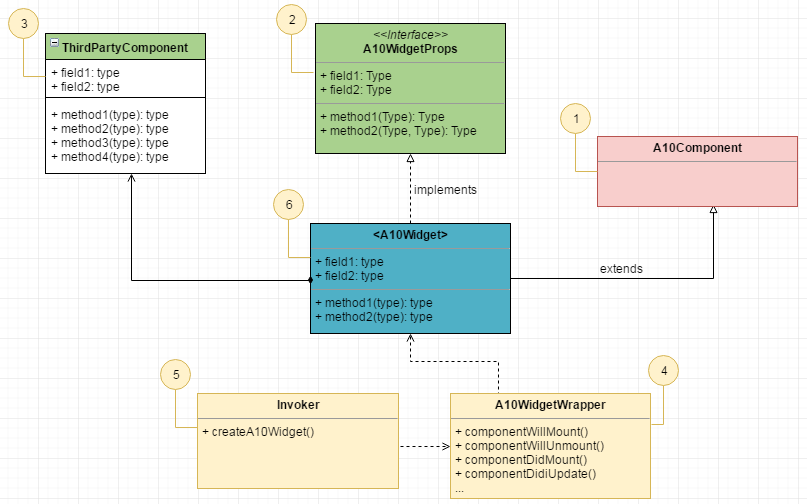 3
ThirdPartyComponent
+ field1: type
+ field2: type
+ method1(type): type
+ method2(type): type
+ method3(type): type
+ method4(type): type
2
<<Interface>>
A10WidgetProps
+ field1: Type
+ field2: Type
+ method1(Type): Type
+ method2(Type, Type): Type
1
A10Component
implements
6
<A10Widget>
+ field1: type
+ field2: type
+ method1(type): type
+ method2(type): type
extends
5
Invoker
+ createA10Widget()
4
A10WidgetWrapper
+ componentWillMount()
+ componentWillUnmount()
+ componentDidMount()
+ componentDidiUpdate()
...